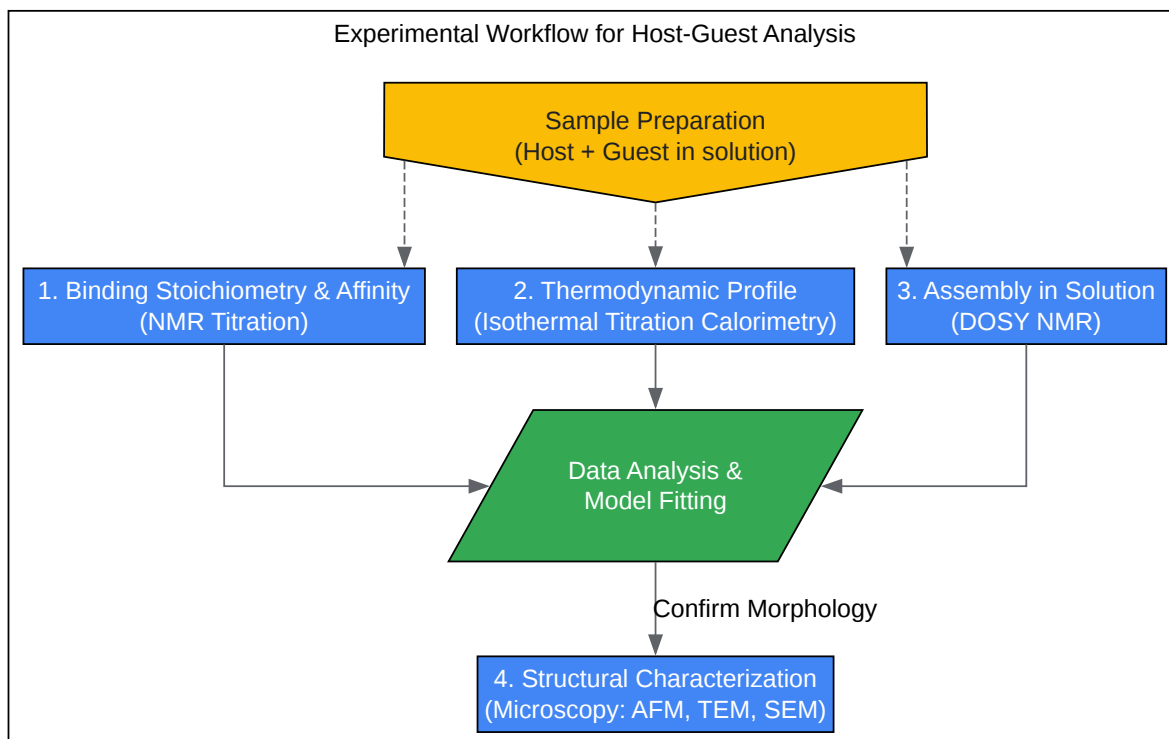 Experimental Workflow for Host-Guest Analysis
Sample Preparation
(Host + Guest in solution)
1. Binding Stoichiometry & Affinity
(NMR Titration)
2. Thermodynamic Profile
(Isothermal Titration Calorimetry)
3. Assembly in Solution
(DOSY NMR)
Data Analysis &
Model Fitting
Confirm Morphology
4. Structural Characterization
(Microscopy: AFM, TEM, SEM)